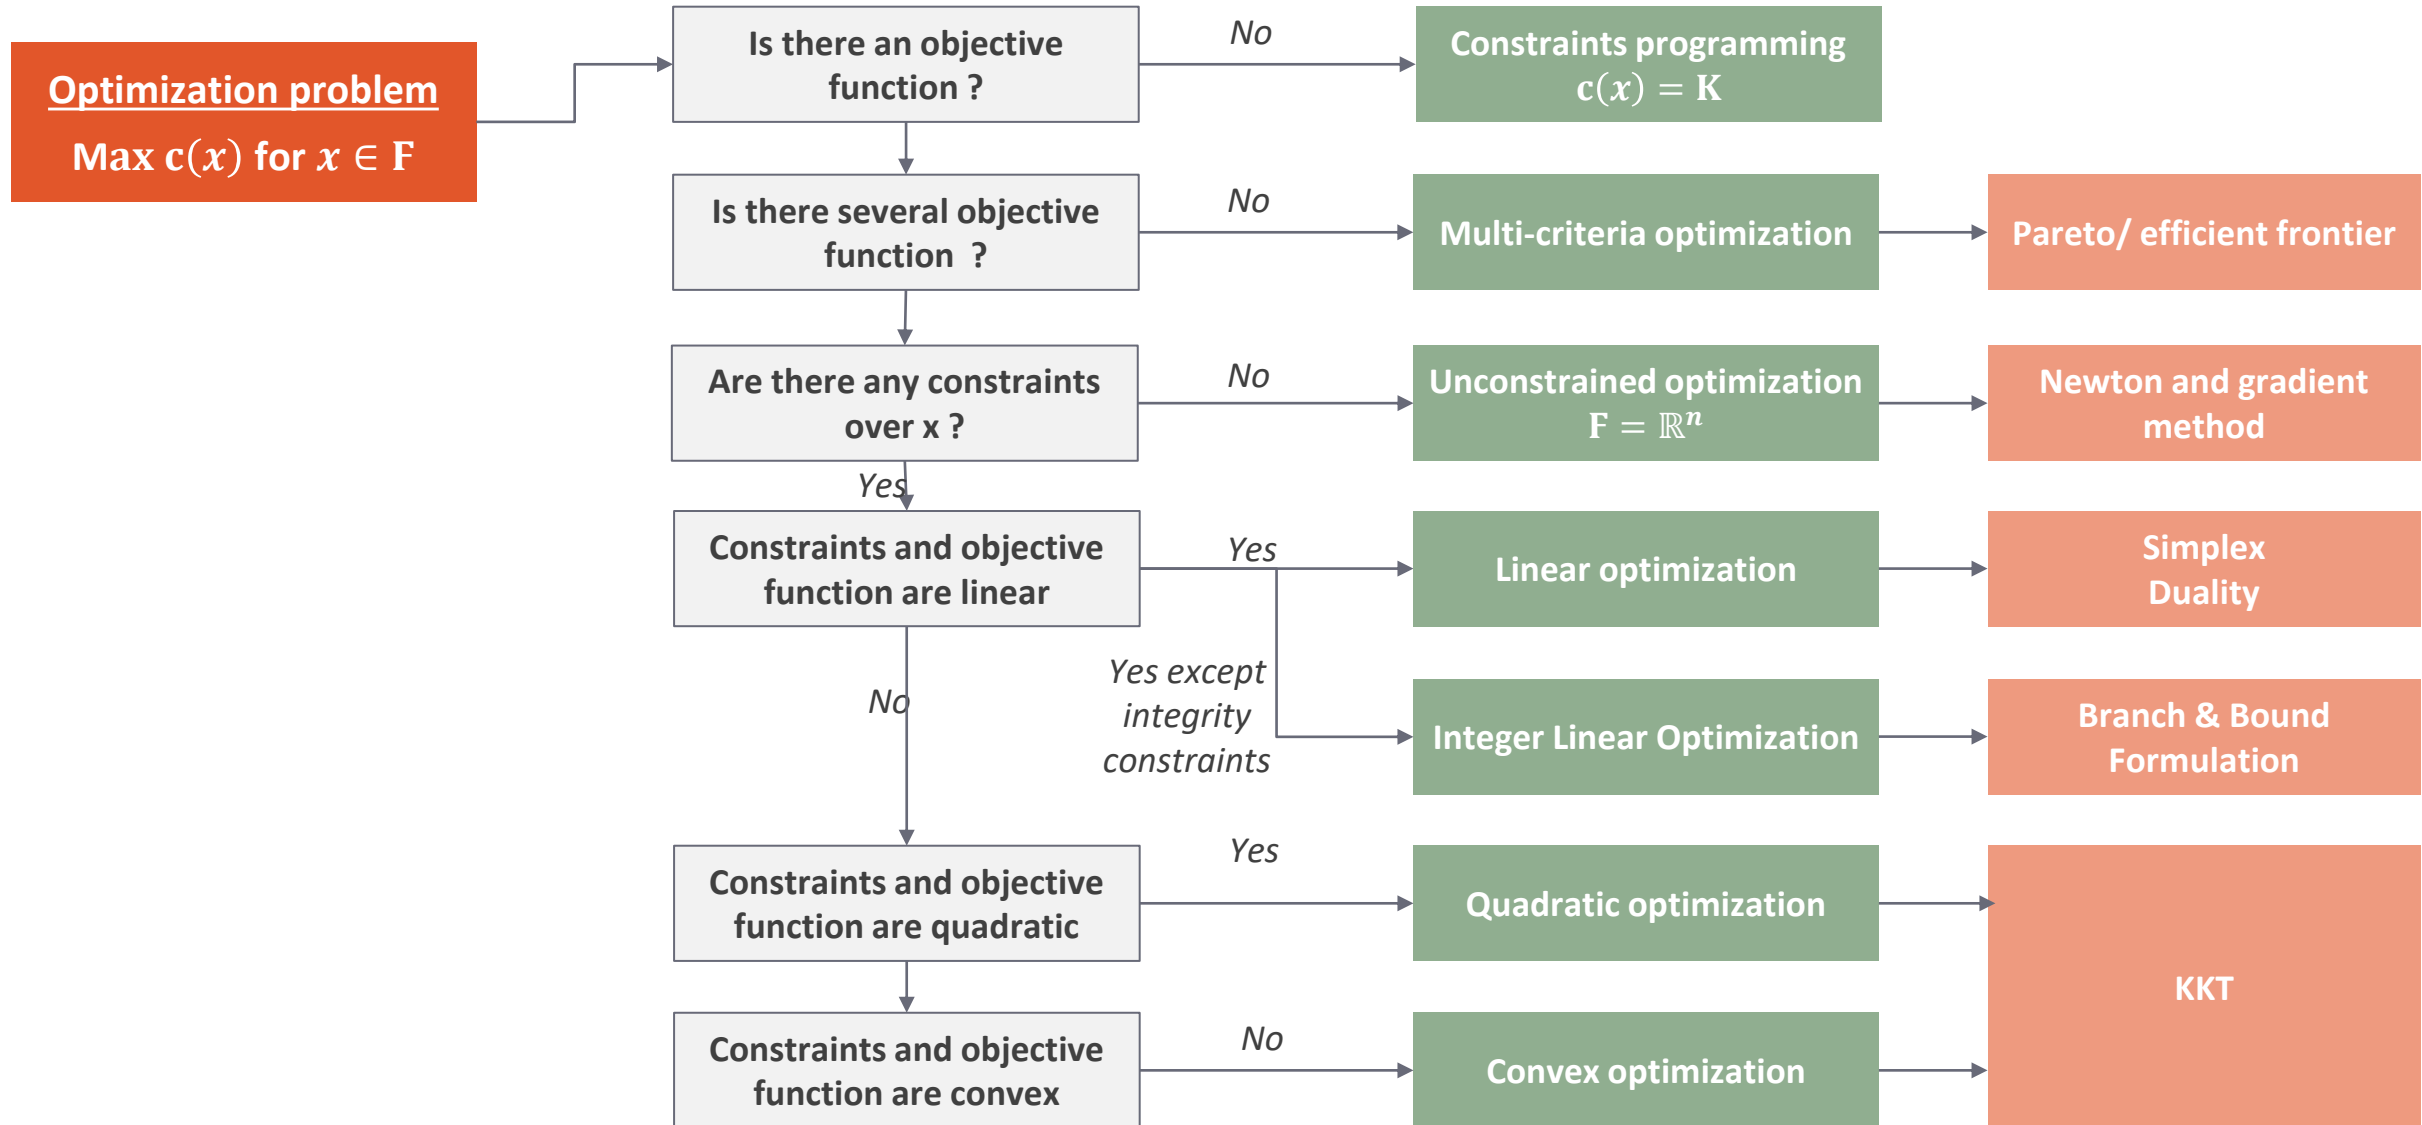 Optimization problem
Max c(x) for x ∈ F
Is there an objective
function ?
No
Constraints programming
c(x) = K
Is there several objective
function  ?
No
Multi-criteria optimization
Pareto/ efficient frontier
Are there any constraints
over x ?
No
Unconstrained optimization
F = ℝⁿ
Newton and gradient
method
Yes
Constraints and objective
function are linear
Yes
Linear optimization
Simplex
Duality
No
Yes except
integrity
constraints
Integer Linear Optimization
Branch & Bound
Formulation
Constraints and objective
function are quadratic
Yes
Quadratic optimization
KKT
Constraints and objective
function are convex
No
Convex optimization